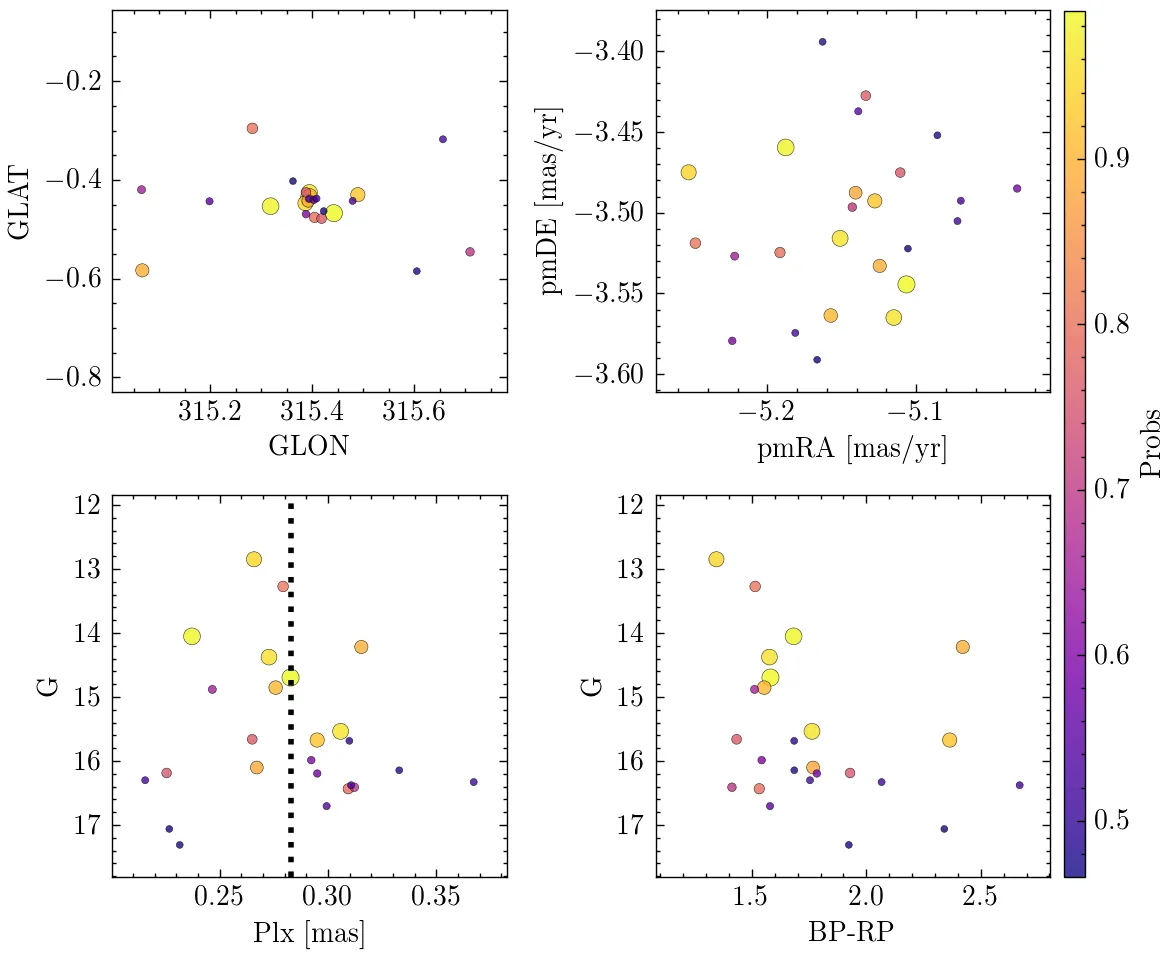 −0.2
−0.4
−0.6
−0.8
GLAT
315.2 315.4 315.6
GLON
−3.40
−3.45
−3.50
−3.55
−3.60
pmDE [mas/yr]
−5.2 −5.1
pmRA [mas/yr]
12
13
14
15
16
17
G
0.25 0.30 0.35
Plx [mas]
12
13
14
15
16
17
G
1.5 2.0 2.5
BP-RP
0.9
0.8
0.7
0.6
0.5
Probs